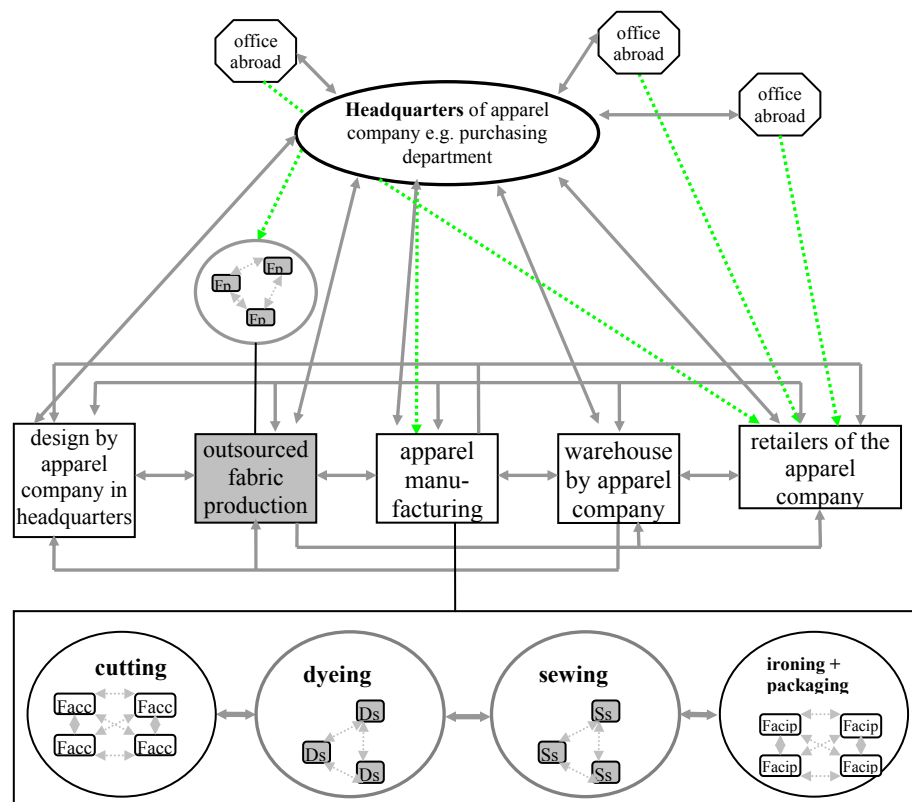 office
abroad
office
abroad
office
abroad
Headquarters of apparel
company e.g. purchasing
department
Fp
Fp
Fp
design by
apparel
company in
headquarters
outsourced
fabric
production
apparel
manu-
facturing
warehouse
by apparel
company
retailers of the
apparel
company
cutting
Facc
Facc
Facc
Facc
dyeing
Ds
Ds
Ds
sewing
Ss
Ss
Ss
ironing +
packaging
Facip
Facip
Facip
Facip